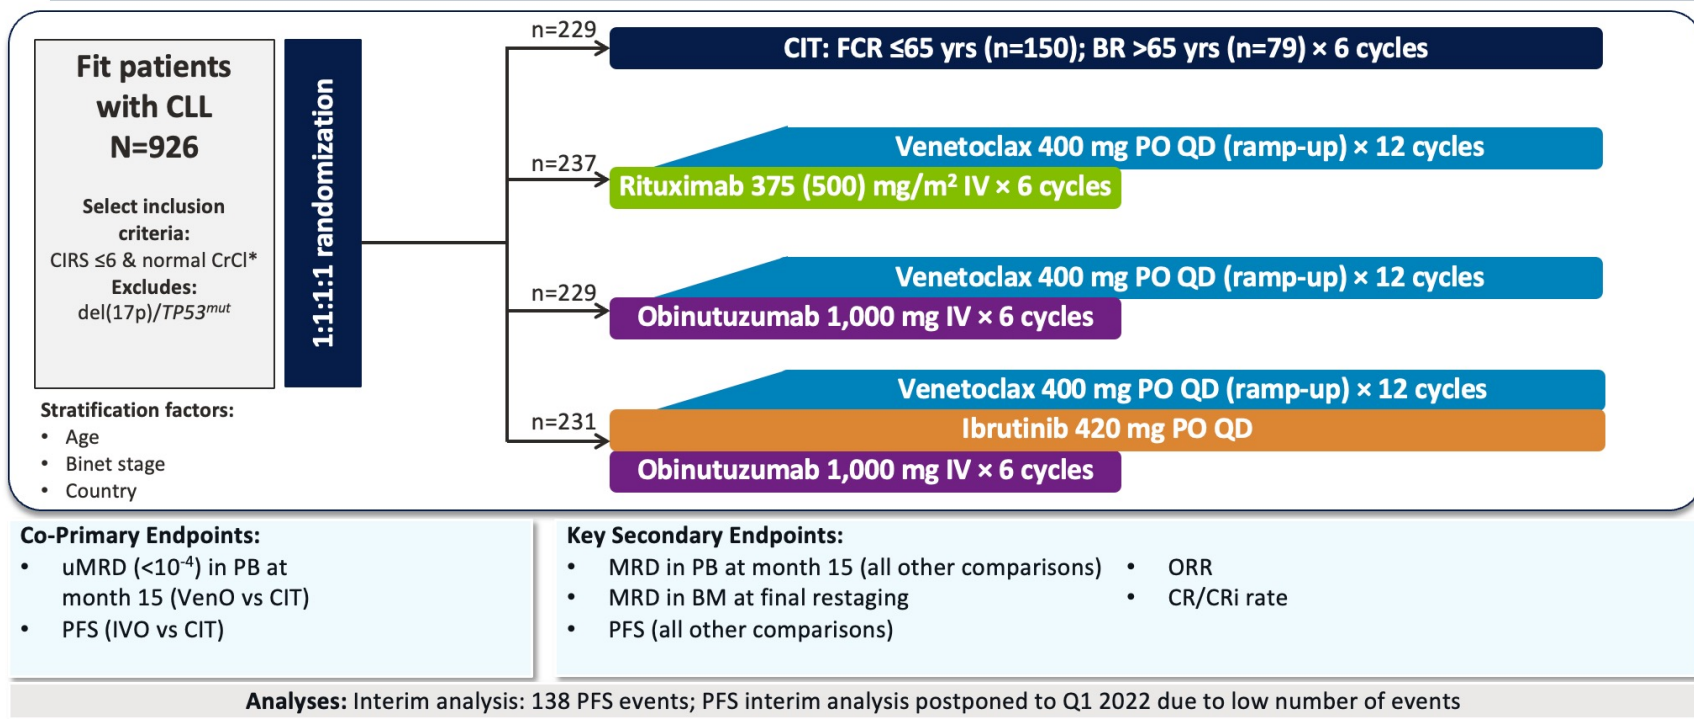 Fit patients
with CLL
N=926
Select inclusion
criteria:
CIRS ≤6 & normal CrCl*
Excludes:
del(17p)/TP53ᵐᵘᵗ
Stratification factors:
• Age
• Binet stage
• Country
1:1:1:1 randomization
n=229
CIT: FCR ≤65 yrs (n=150); BR >65 yrs (n=79) × 6 cycles
n=237
Venetoclax 400 mg PO QD (ramp-up) × 12 cycles
Rituximab 375 (500) mg/m² IV × 6 cycles
n=229
Venetoclax 400 mg PO QD (ramp-up) × 12 cycles
Obinutuzumab 1,000 mg IV × 6 cycles
n=231
Venetoclax 400 mg PO QD (ramp-up) × 12 cycles
Ibrutinib 420 mg PO QD
Obinutuzumab 1,000 mg IV × 6 cycles
Co-Primary Endpoints:
• uMRD (<10⁻⁴) in PB at
month 15 (VenO vs CIT)
• PFS (IVO vs CIT)
Key Secondary Endpoints:
• MRD in PB at month 15 (all other comparisons)
• MRD in BM at final restaging
• PFS (all other comparisons)
• ORR
• CR/CRi rate
Analyses: Interim analysis: 138 PFS events; PFS interim analysis postponed to Q1 2022 due to low number of events